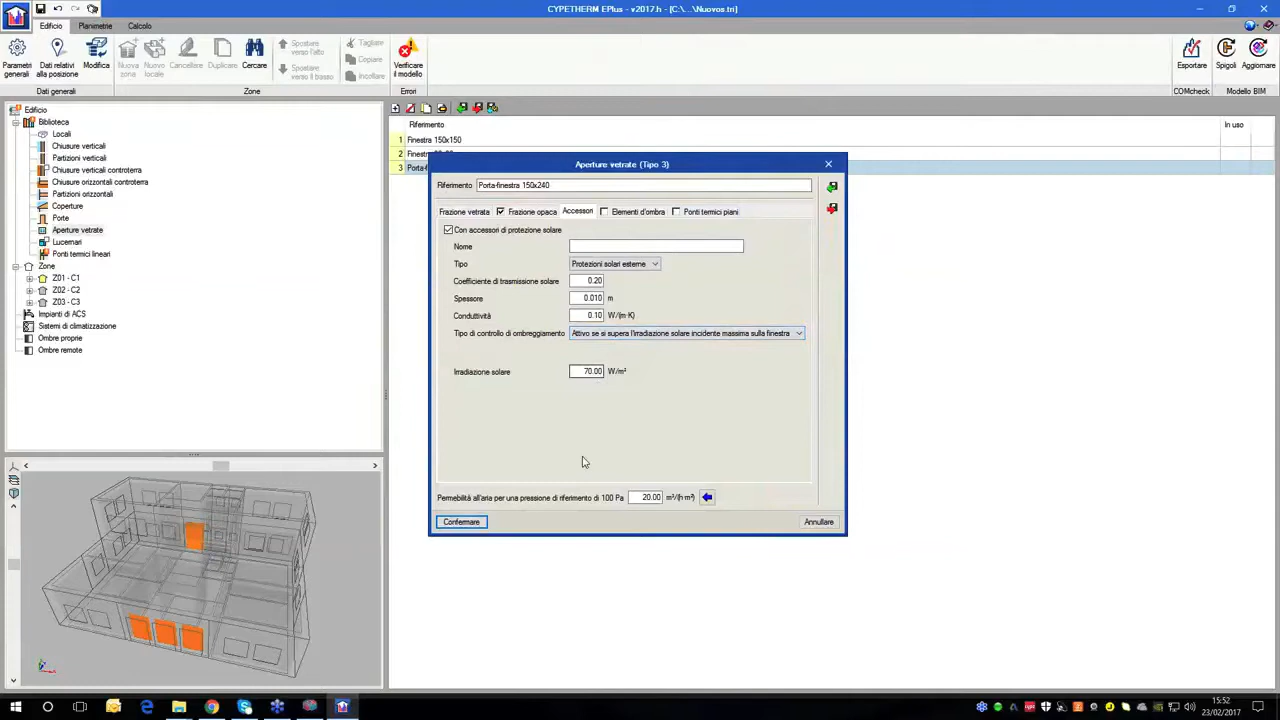 CYPETHERM EPlus - v2017.h - [C:\...\Nuovos.tri]
Edificio Planimetrie Calcolo
Parametri generali
Dati relativi alla posizione
Modifica
Nuova zona
Nuovo locale
Cancellare
Duplicare
Cercare
Spostare verso l'alto
Spostare verso il basso
Tagliare
Copiare
Incollare
Verificare il modello
Esportare
Spigoli
Aggiornare
Dati generali
Zone
Errori
COMcheck
Modello BIM
Edificio
Biblioteca
Locali
Chiusure verticali
Partizioni verticali
Chiusure verticali controterra
Chiusure orizzontali controterra
Partizioni orizzontali
Coperture
Porte
Aperture vetrate
Lucernari
Ponti termici lineari
Zone
Z01 - C1
Z02 - C2
Z03 - C3
Impianti di ACS
Sistemi di climatizzazione
Ombre proprie
Ombre remote
Riferimento In uso
1 Finestra 150x150
2
3
Aperture vetrate (Tipo 3)
Riferimento Porta-finestra 150x240
Frazione vetrata Frazione opaca Accessori Elementi d'ombra Ponti termici piani
Con accessori di protezione solare
Nome
Tipo Protezioni solari esterne
Coefficiente di trasmissione solare 0.20
Spessore 0.010 m
Conduttività 0.10 W/(m·K)
Tipo di controllo di ombreggiamento Attivo se si supera l'irradiazione solare incidente massima sulla finestra
Irradiazione solare 70.00 W/m²
Permebilità all'aria per una pressione di riferimento di 100 Pa 20.00 m³/(h·m²)
Confermare Annullare
15:52
23/02/2017